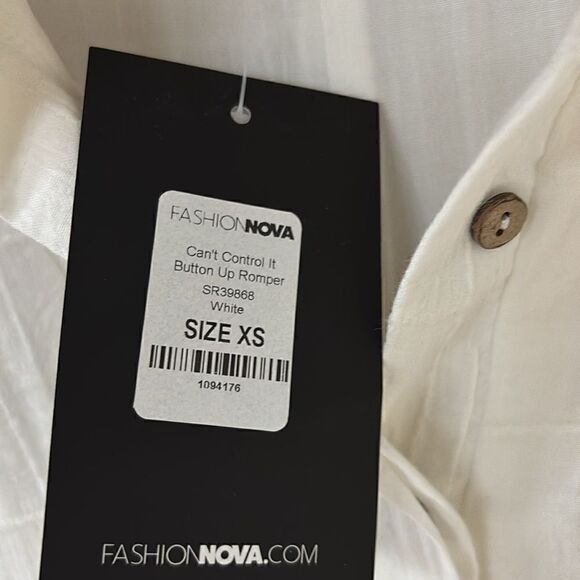 FASHIONNOVA
Can't Control It
Button Up Romper
SR39868
White
SIZE XS
1094176
FASHIONNOVA.COM